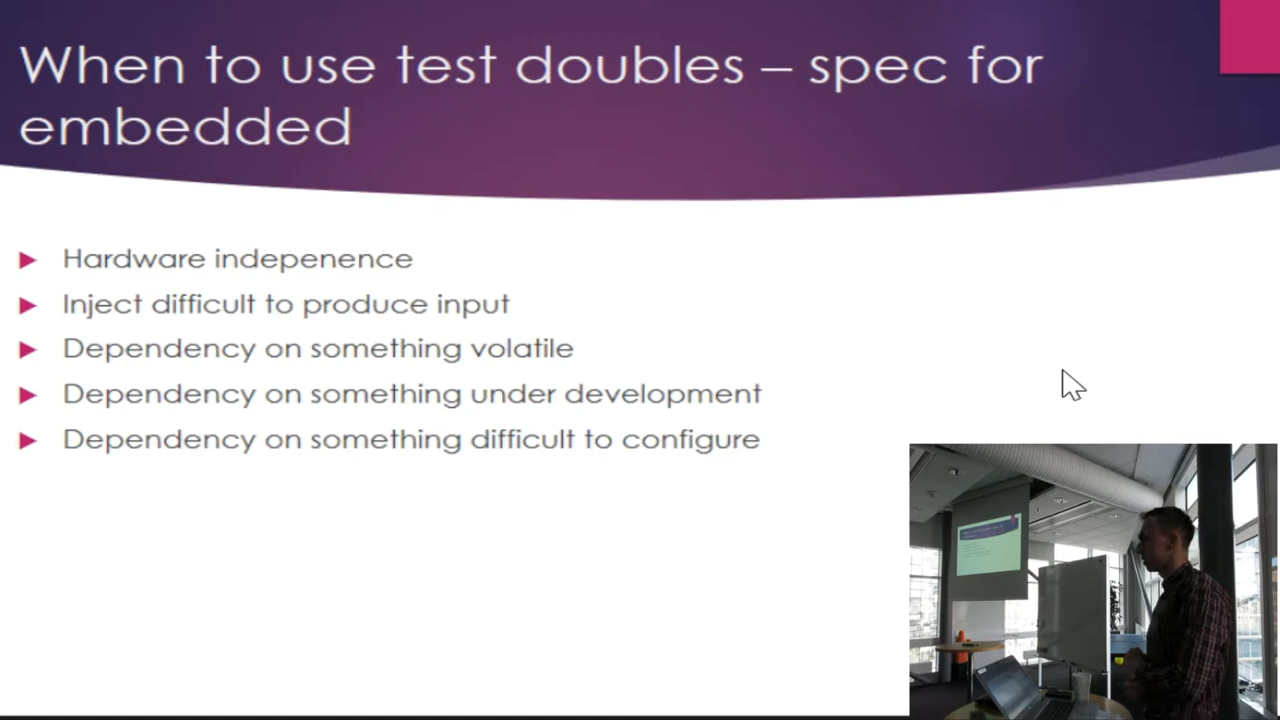 When to use test doubles – spec for
embedded
Hardware indepenence
Inject difficult to produce input
Dependency on something volatile
Dependency on something under development
Dependency on something difficult to configure